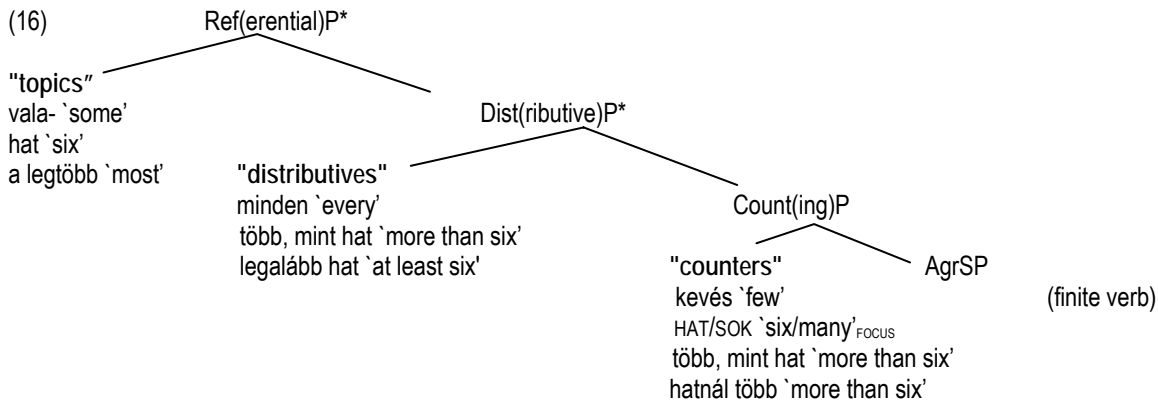 (16) Ref(erential)P*
"topics"
vala- `some'
hat `six'
a legtöbb `most'
Dist(ributive)P*
"distributives"
minden `every'
több, mint hat `more than six'
legalább hat `at least six'
Count(ing)P
"counters"
kevés `few'
HAT/SOK `six/many'FOCUS
több, mint hat `more than six'
hatnál több `more than six'
AgrSP
(finite verb)